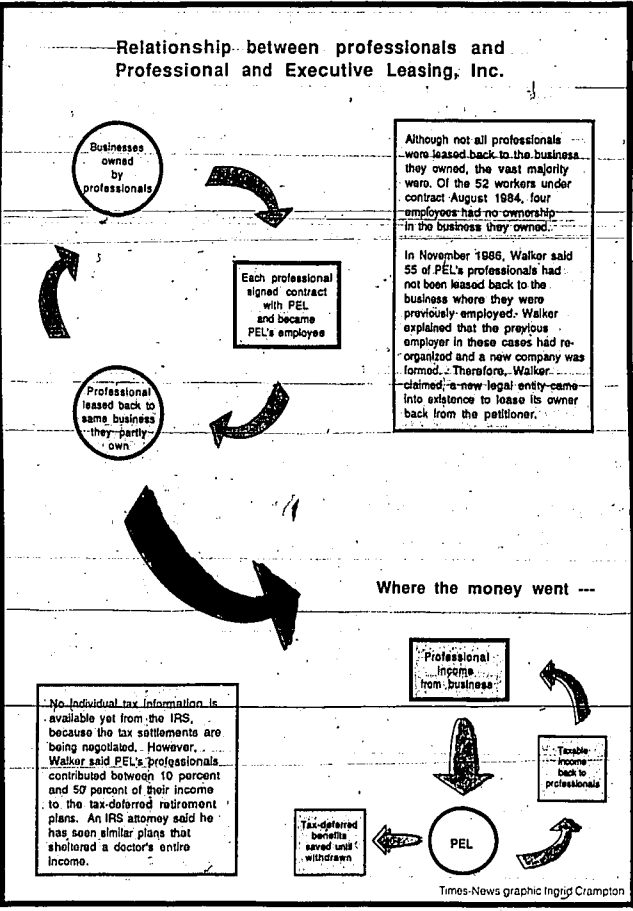 Relationship between professionals and
Professional and Executive Leasing, Inc.
Businesses
owned
by
professionals
Although not all professionals
were leased back to the business
they owned, the vast majority
were. Of the 52 workers under
contract August 1984, four
employees had no ownership
in the business they owned.
In November 1986, Walker said
55 of PEL's professionals had
not been leased back to the
business where they were
previously employed. Walker
explained that the previous
employer in these cases had re-
organized and a new company was
formed. Therefore, Walker
claimed, a new legal entity came
into existence to lease its owner
back from the petitioner.
Each professional
signed contract
with PEL
and became
PEL's employee
Professional
leased back to
same business
they partly
own
Where the money went ---
Professional
income
from business
No individual tax information is
available yet from the IRS,
because the tax settlements are
being negotiated. However,
Walker said PEL's professionals
contributed between 10 percent
and 50 percent of their income
to the tax-deferred retirement
plans. An IRS attorney said he
has seen similar plans that
sheltered a doctor's entire
income.
Taxable
income
back to
professionals
Tax-deferred
benefits
saved until
withdrawn
PEL
Times-News graphic Ingrid Crampton